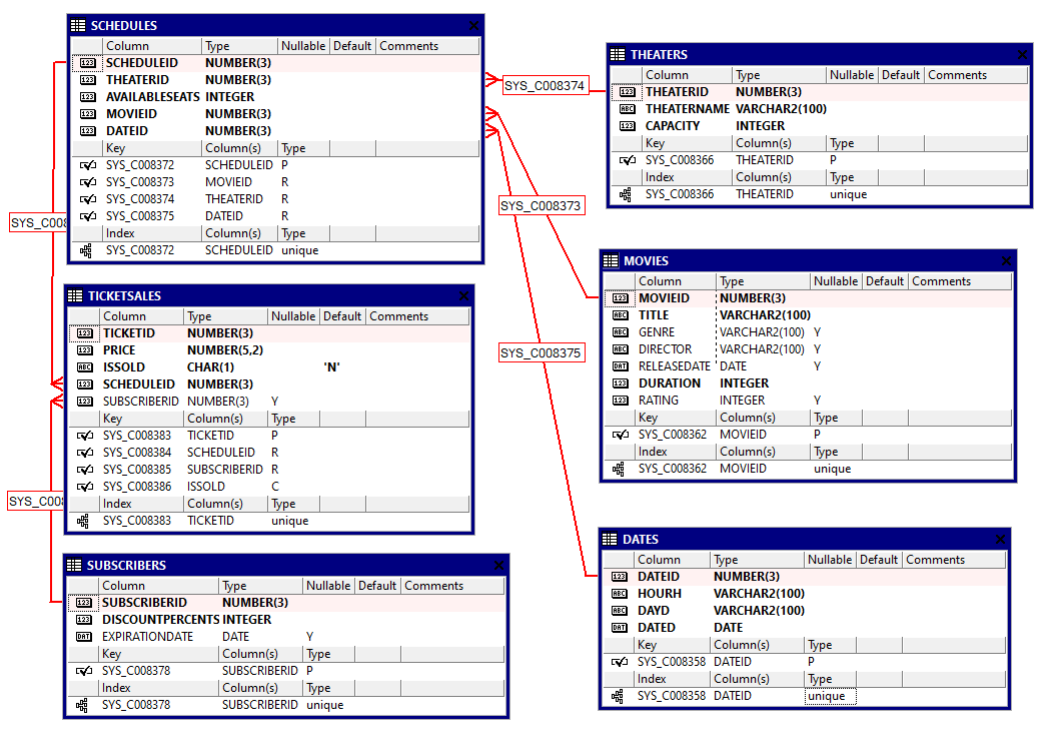 SCHEDULES
Column Type Nullable Default Comments
SCHEDULEID NUMBER(3)
THEATERID NUMBER(3)
AVAILABLESEATS INTEGER
MOVIEID NUMBER(3)
DATEID NUMBER(3)
Key Column(s) Type
SYS_C008372 SCHEDULEID P
SYS_C008373 MOVIEID R
SYS_C008374 THEATERID R
SYS_C008375 DATEID R
Index Column(s) Type
SYS_C008372 SCHEDULEID unique
THEATERS
Column Type Nullable Default Comments
THEATERID NUMBER(3)
THEATERNAME VARCHAR2(100)
CAPACITY INTEGER
Key Column(s) Type
SYS_C008366 THEATERID P
Index Column(s) Type
SYS_C008366 THEATERID unique
SYS_C008374
SYS_C008373
SYS_C008375
SYS_C008
TICKETSALES
Column Type Nullable Default Comments
TICKETID NUMBER(3)
PRICE NUMBER(5,2)
ISSOLD CHAR(1) 'N'
SCHEDULEID NUMBER(3)
SUBSCRIBERID NUMBER(3) Y
Key Column(s) Type
SYS_C008383 TICKETID P
SYS_C008384 SCHEDULEID R
SYS_C008385 SUBSCRIBERID R
SYS_C008386 ISSOLD C
Index Column(s) Type
SYS_C008383 TICKETID unique
SYS_C008
MOVIES
Column Type Nullable Default Comments
MOVIEID NUMBER(3)
TITLE VARCHAR2(100)
GENRE VARCHAR2(100) Y
DIRECTOR VARCHAR2(100) Y
RELEASEDATE DATE Y
DURATION INTEGER
RATING INTEGER Y
Key Column(s) Type
SYS_C008362 MOVIEID P
Index Column(s) Type
SYS_C008362 MOVIEID unique
SUBSCRIBERS
Column Type Nullable Default Comments
SUBSCRIBERID NUMBER(3)
DISCOUNTPERCENTS INTEGER
EXPIRATIONDATE DATE Y
Key Column(s) Type
SYS_C008378 SUBSCRIBERID P
Index Column(s) Type
SYS_C008378 SUBSCRIBERID unique
DATES
Column Type Nullable Default Comments
DATEID NUMBER(3)
HOURH VARCHAR2(100)
DAYD VARCHAR2(100)
DATED DATE
Key Column(s) Type
SYS_C008358 DATEID P
Index Column(s) Type
SYS_C008358 DATEID unique